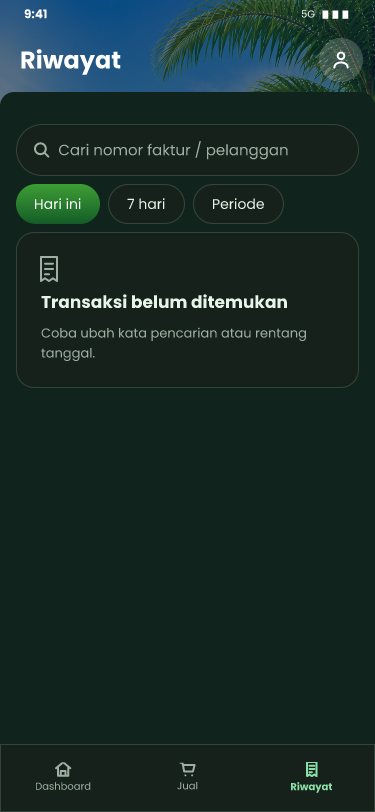 9:41
5G
Riwayat
Cari nomor faktur / pelanggan
Hari ini
7 hari
Periode
Transaksi belum ditemukan
Coba ubah kata pencarian atau rentang
tanggal.
Dashboard
Jual
Riwayat